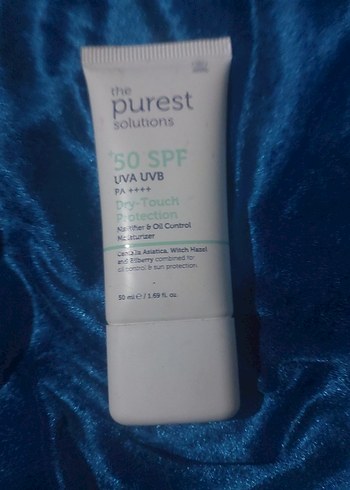 the
purest
solutions
50 SPF
UVA UVB
PA ++++
Dry-Touch
Protection
Mattifier & Oil Control
Moisturizer
Centella Asiatica, Witch Hazel
and Bilberry combined to
oil control & sun protection.
50 ml ℮ / 1.69 fl. oz